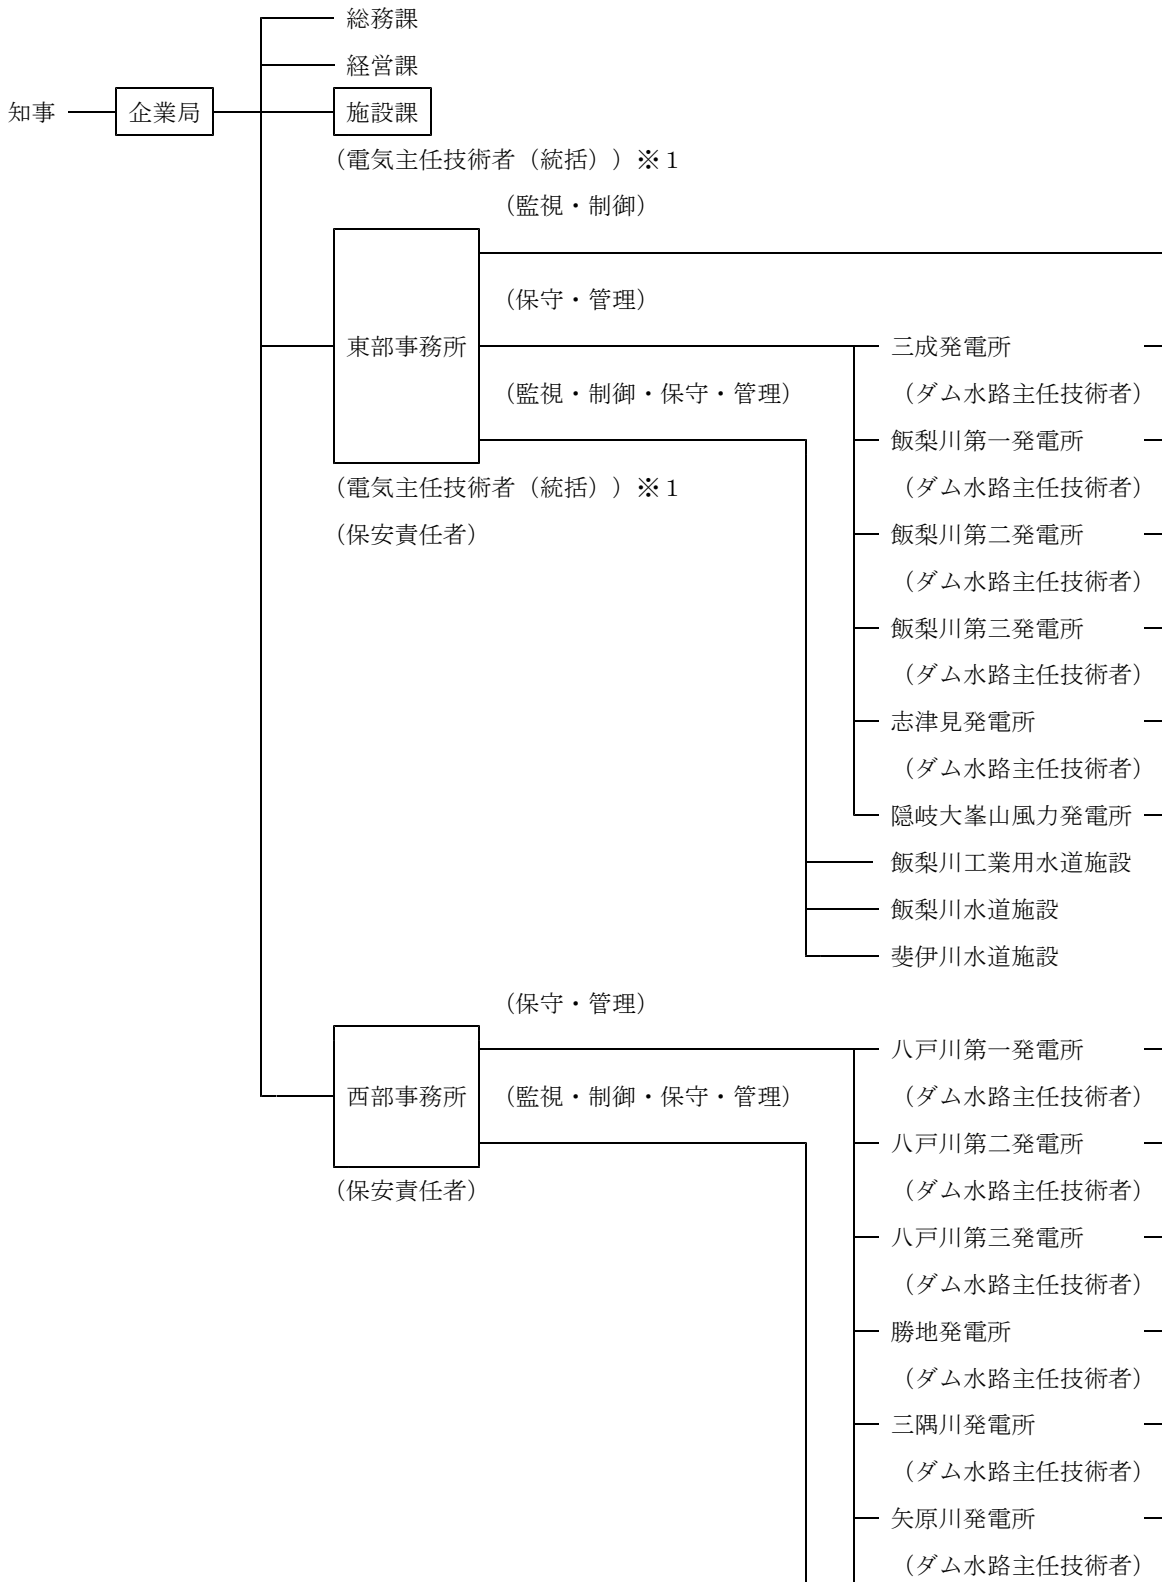 総務課
経営課
知事 企業局 施設課
(電気主任技術者（統括）)※１
（監視・制御）
（保守・管理）
東部事務所 三成発電所
（監視・制御・保守・管理） （ダム水路主任技術者）
飯梨川第一発電所
(電気主任技術者（統括）)※１ （ダム水路主任技術者）
(保安責任者) 飯梨川第二発電所
（ダム水路主任技術者）
飯梨川第三発電所
（ダム水路主任技術者）
志津見発電所
（ダム水路主任技術者）
隠岐大峯山風力発電所
飯梨川工業用水道施設
飯梨川水道施設
斐伊川水道施設
（保守・管理）
八戸川第一発電所
西部事務所 （監視・制御・保守・管理） （ダム水路主任技術者）
八戸川第二発電所
(保安責任者) （ダム水路主任技術者）
八戸川第三発電所
（ダム水路主任技術者）
勝地発電所
（ダム水路主任技術者）
三隅川発電所
（ダム水路主任技術者）
矢原川発電所
（ダム水路主任技術者）